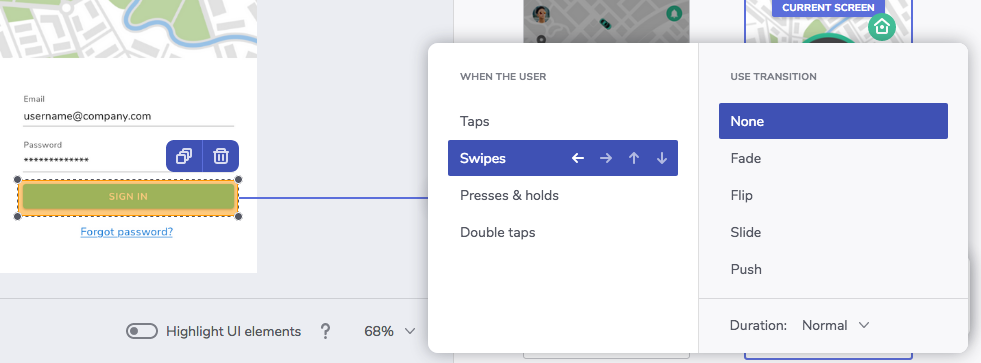 CURRENT SCREEN
WHEN THE USER
Taps
Swipes
Presses & holds
Double taps
USE TRANSITION
None
Fade
Flip
Slide
Push
Duration: Normal
Email
username@company.com
Password
*************
SIGN IN
Forgot password?
Highlight UI elements ? 68%